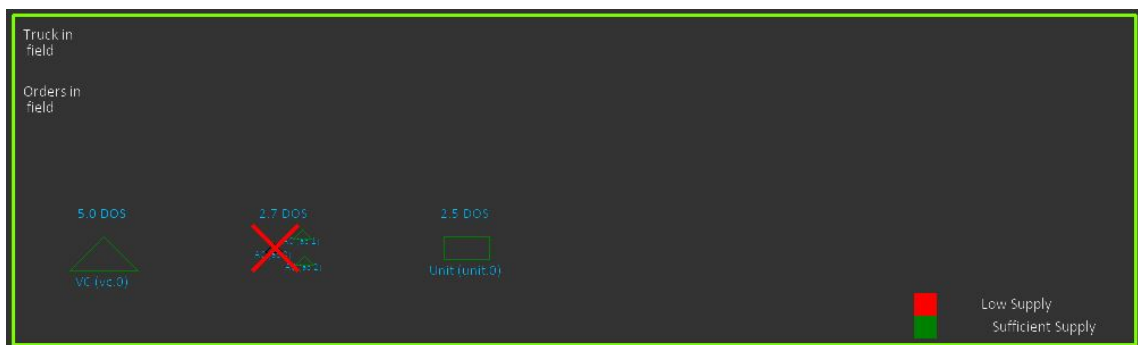 Truck in
field
Orders in
field
5.0 DOS
2.7 DOS
2.5 DOS
VC (vc.0)
Unit (unit.0)
Low Supply
Sufficient Supply